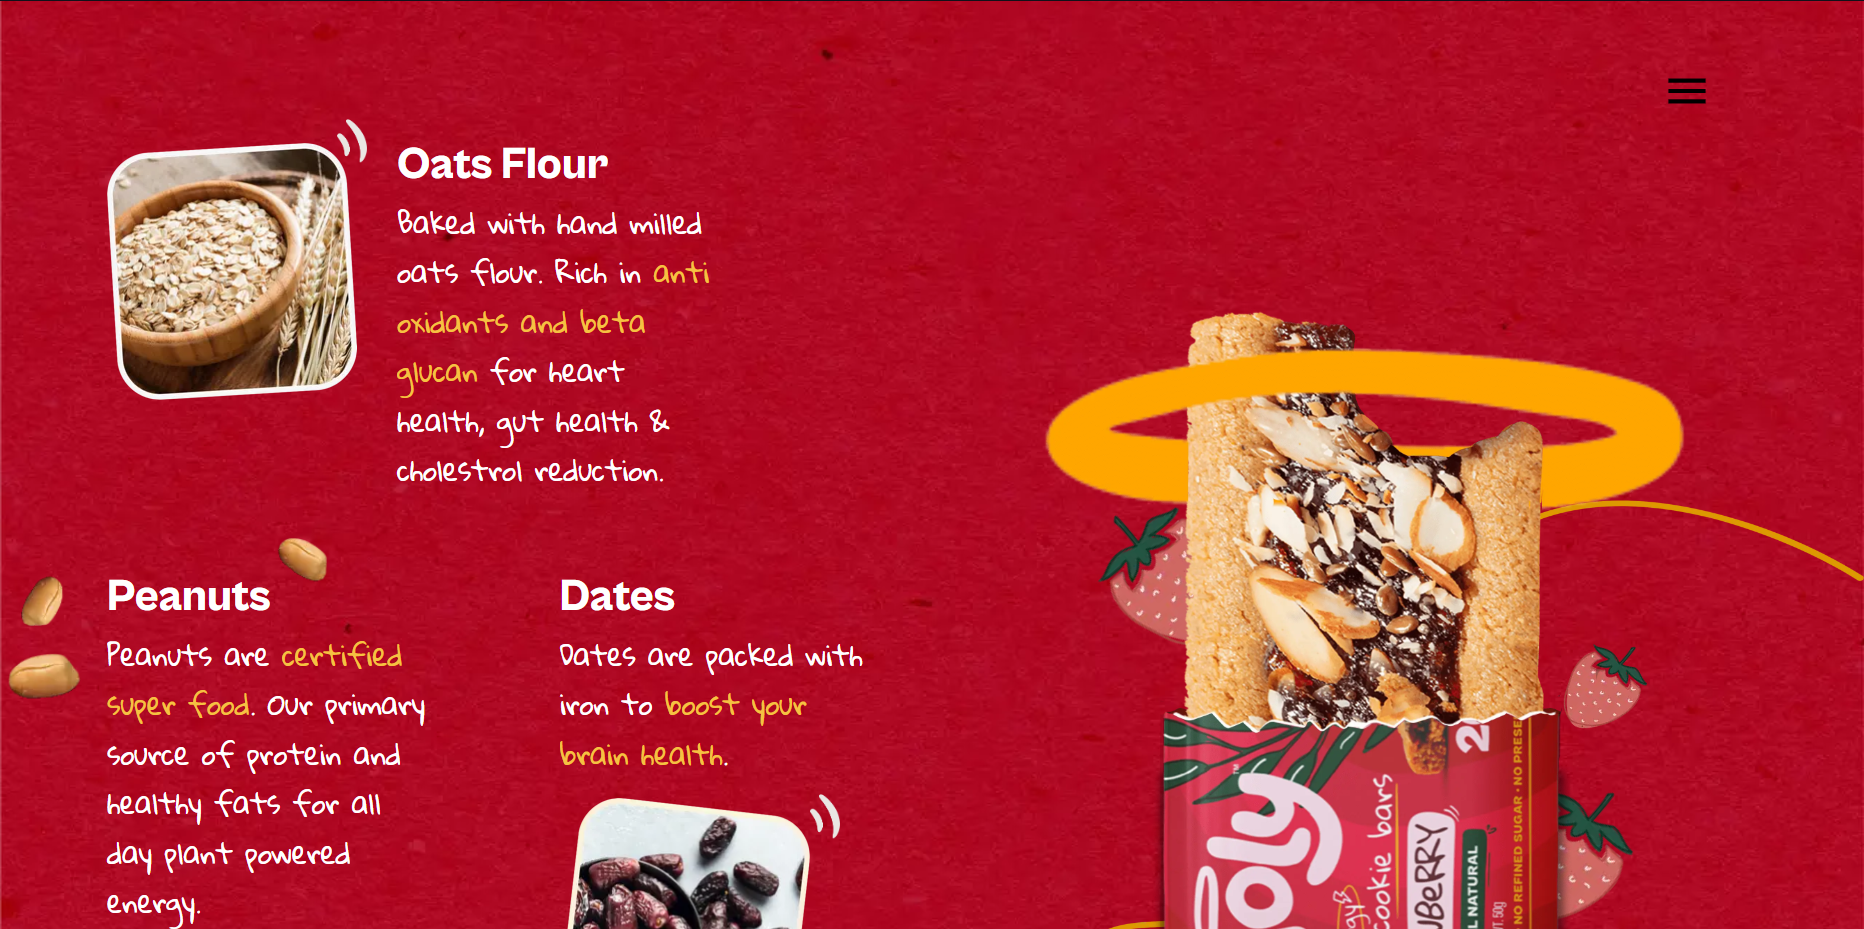 Oats Flour
Baked with hand milled
oats flour. Rich in anti
oxidants and beta
glucan for heart
health, gut health &
cholestrol reduction.
Peanuts
Peanuts are certified
super food. Our primary
source of protein and
healthy fats for all
day plant powered
energy.
Dates
Dates are packed with
iron to boost your
brain health.
cookie bars
NATURAL
NO REFINED SUGAR • NO